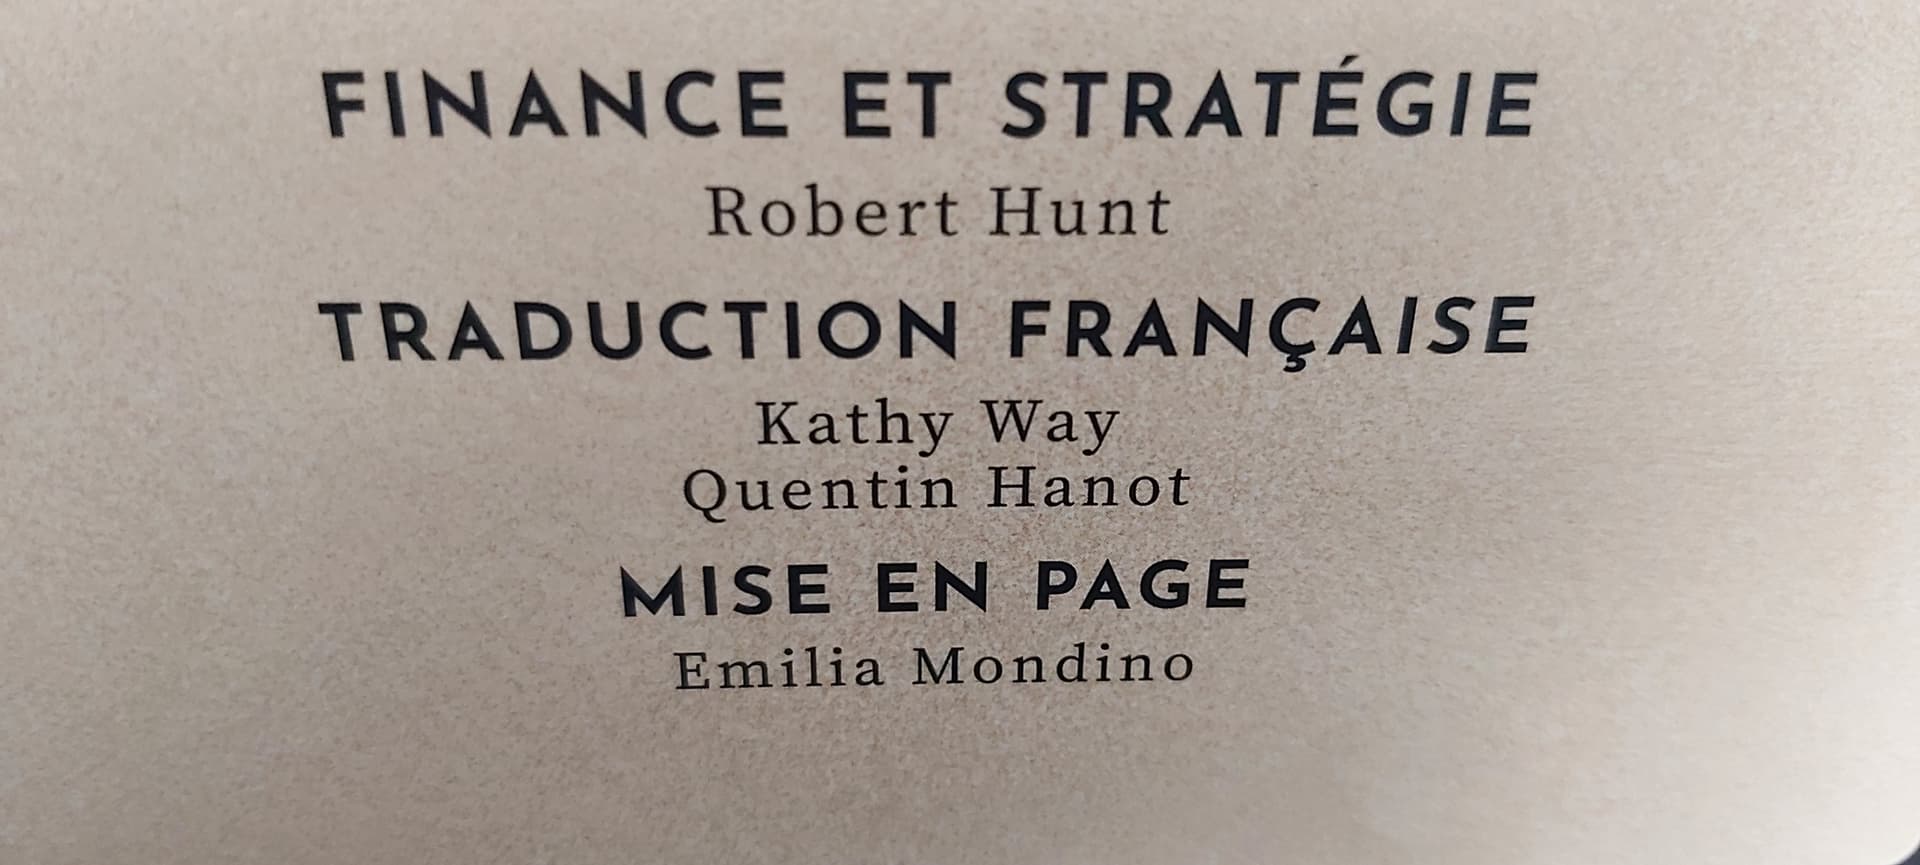 FINANCE ET STRATÉGIE
Robert Hunt
TRADUCTION FRANÇAISE
Kathy Way
Quentin Hanot
MISE EN PAGE
Emilia Mondino